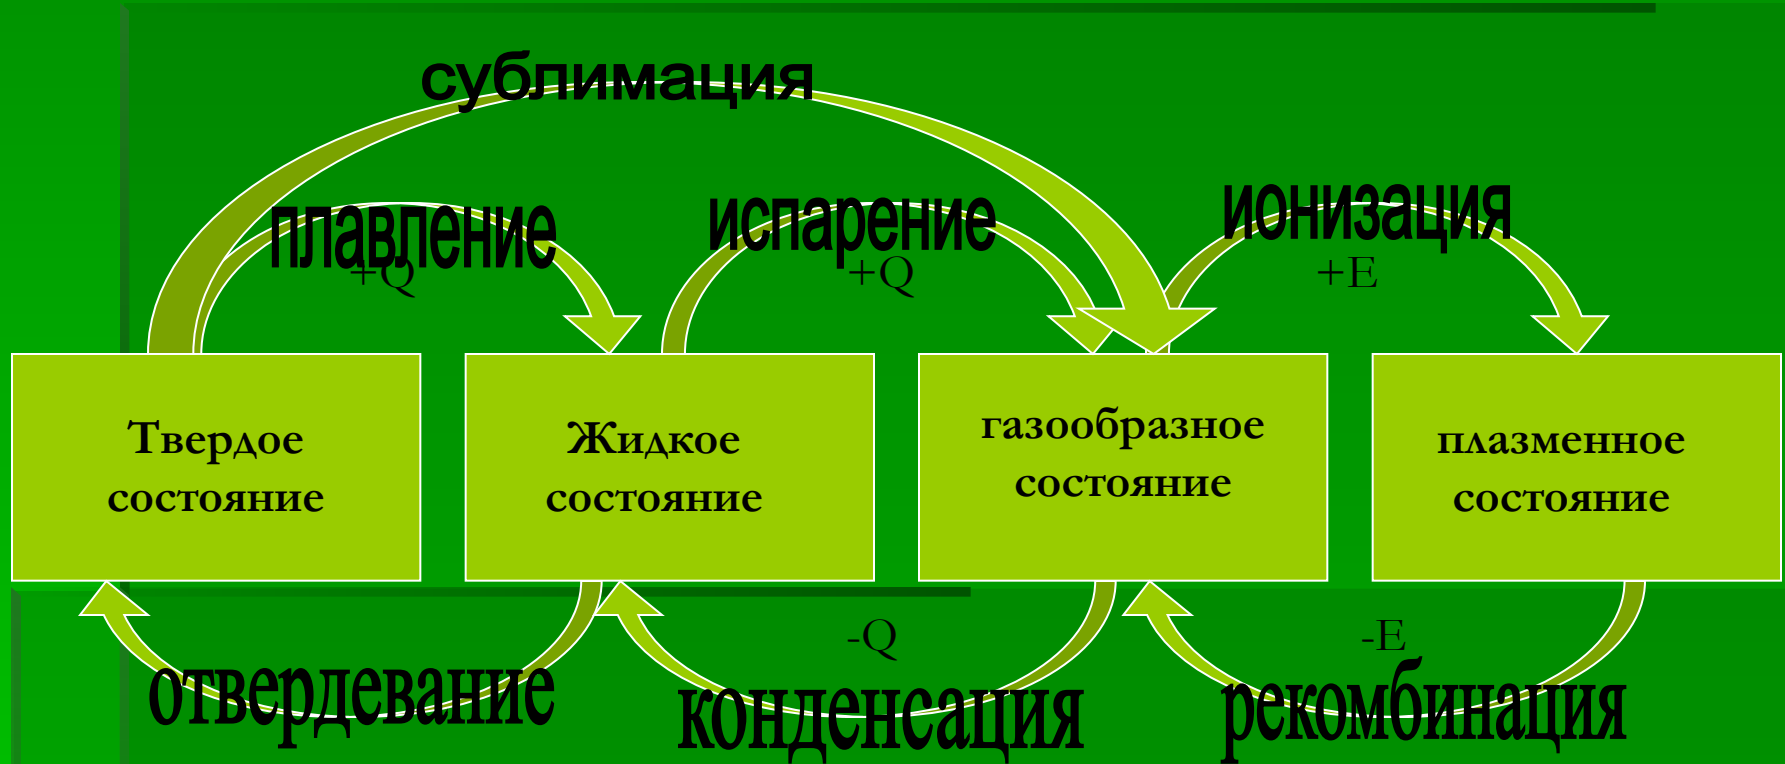 сублимация
плавление
испарение
ионизация
+Q
+Q
+E
Твердое
состояние
Жидкое
состояние
газообразное
состояние
плазменное
состояние
-Q
-E
отвердевание
конденсация
рекомбинация